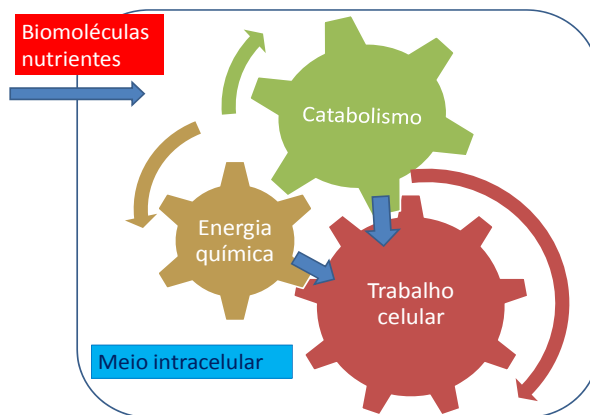 Biomoléculas
nutrientes
Catabolismo
Energia
química
Trabalho
celular
Meio intracelular